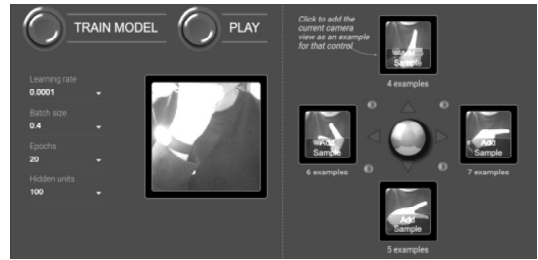 TRAIN MODEL
PLAY
Learning rate
0.0001
Batch size
0.4
Epochs
20
Hidden units
100
Click to add the
current camera
view as an example
for that control
Add
Sample
4 examples
Add
Sample
6 examples
Add
Sample
7 examples
Add
Sample
5 examples